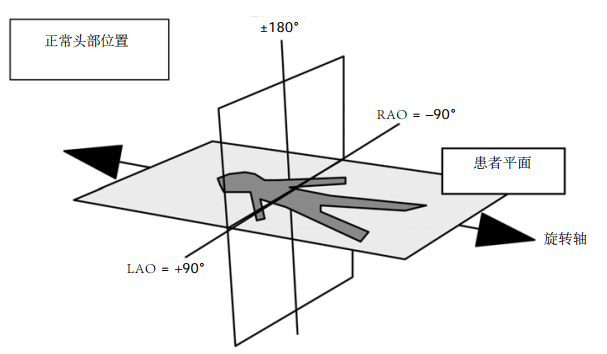 正常头部位置
±180°
RAO = –90°
患者平面
旋转轴
LAO = +90°